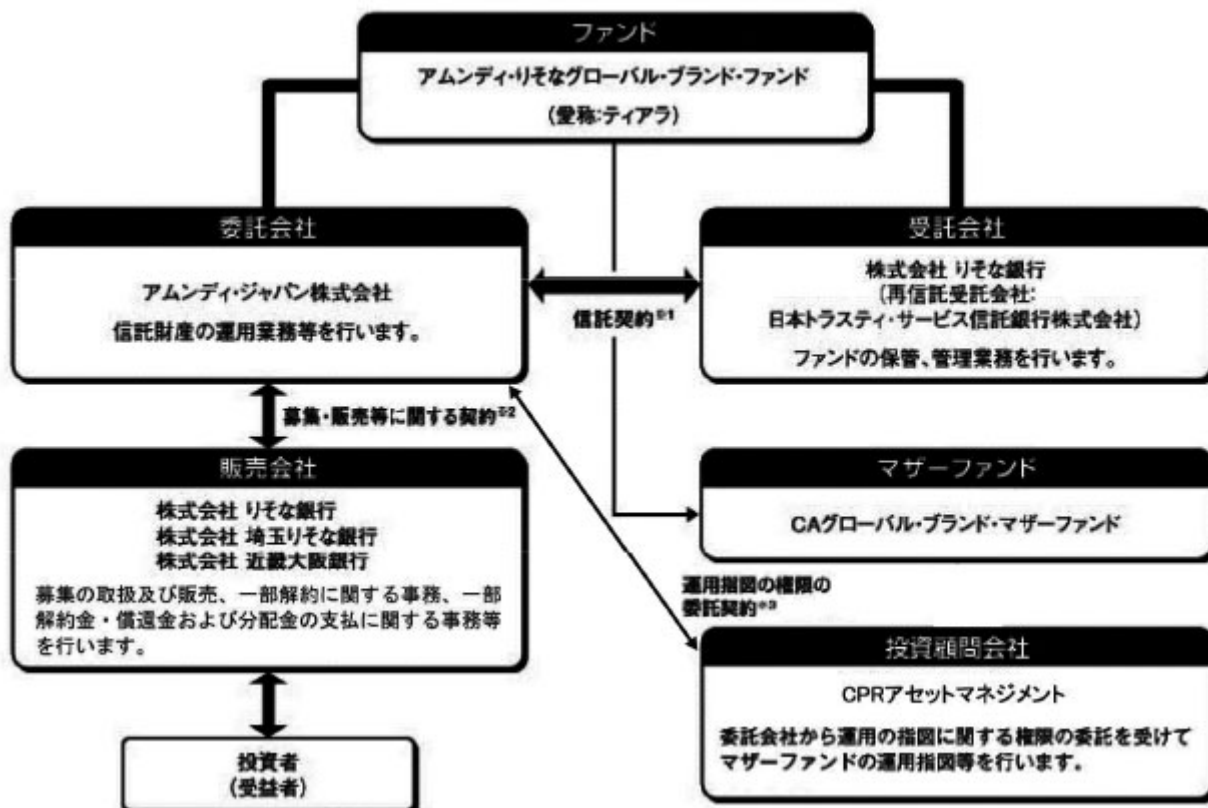 ファンド
アムンディ・りそなグローバル・ブランド・ファンド
(愛称:ティアラ)
委託会社
アムンディ・ジャパン株式会社
信託財産の運用業務等を行います。
信託契約※1
受託会社
株式会社 りそな銀行
(再信託受託会社:
日本トラスティ・サービス信託銀行株式会社)
ファンドの保管、管理業務を行います。
募集・販売等に関する契約※2
販売会社
株式会社 りそな銀行
株式会社 埼玉りそな銀行
株式会社 近畿大阪銀行
募集の取扱及び販売、一部解約に関する事務、一部
解約金・償還金および分配金の支払に関する事務等
を行います。
マザーファンド
CAグローバル・ブランド・マザーファンド
運用指図の権限の
委託契約※3
投資顧問会社
CPRアセットマネジメント
委託会社から運用の指図に関する権限の委託を受けて
マザーファンドの運用指図等を行います。
投資者
(受益者)